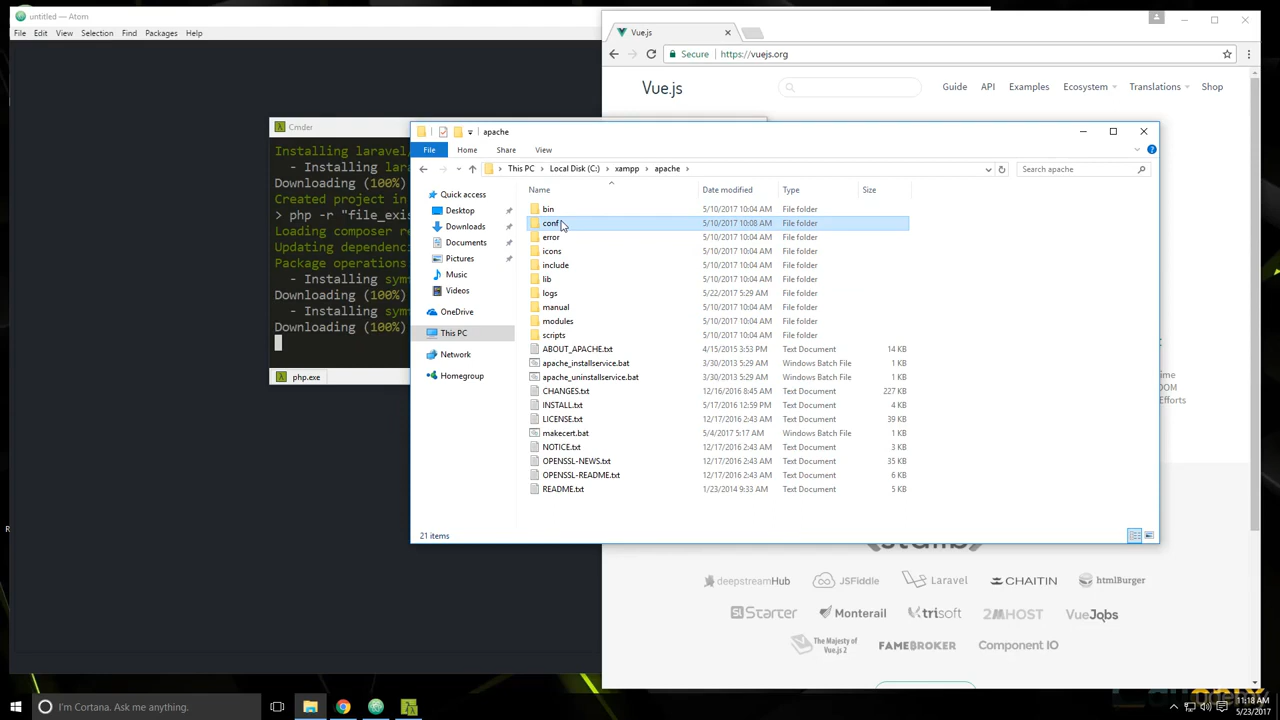 untitled — Atom
File Edit View Selection Find Packages Help
Vue.js
Secure https://vuejs.org
Vue.js
Guide API Examples Ecosystem Translations Shop
Cmder
Installing laravel/
- Installing lara
Downloading (100%)
Created project in
> php -r "file_exis
Loading composer re
Updating dependenc
Package operations
- Installing sym
Downloading (100%)
- Installing sym
Downloading (100%)
php.exe
apache
File Home Share View
This PC Local Disk (C:) xampp apache
Search apache
Quick access
Desktop
Downloads
Documents
Pictures
Music
Videos
OneDrive
This PC
Network
Homegroup
Name Date modified Type Size
bin 5/10/2017 10:04 AM File folder
conf 5/10/2017 10:08 AM File folder
error 5/10/2017 10:04 AM File folder
icons 5/10/2017 10:04 AM File folder
include 5/10/2017 10:04 AM File folder
lib 5/10/2017 10:04 AM File folder
logs 5/22/2017 5:29 AM File folder
manual 5/10/2017 10:04 AM File folder
modules 5/10/2017 10:04 AM File folder
scripts 5/10/2017 10:04 AM File folder
ABOUT_APACHE.txt 4/15/2015 3:53 PM Text Document 14 KB
apache_installservice.bat 3/30/2013 5:29 AM Windows Batch File 1 KB
apache_uninstallservice.bat 3/30/2013 5:29 AM Windows Batch File 1 KB
CHANGES.txt 12/16/2016 8:45 AM Text Document 227 KB
INSTALL.txt 5/17/2016 12:59 PM Text Document 4 KB
LICENSE.txt 12/17/2016 2:43 AM Text Document 39 KB
makecert.bat 5/4/2017 5:17 AM Windows Batch File 1 KB
NOTICE.txt 12/17/2016 2:43 AM Text Document 3 KB
OPENSSL-NEWS.txt 12/17/2016 2:43 AM Text Document 35 KB
OPENSSL-README.txt 12/17/2016 2:43 AM Text Document 6 KB
README.txt 1/23/2014 9:33 AM Text Document 5 KB
21 items
ime
OM
Efforts
deepstreamHub JSFiddle Laravel CHAITIN htmlBurger
Starter Monterail trisoft 2MHOST VueJobs
The Majesty of Vue.js 2 FAMEBROKER Component IO
I'm Cortana. Ask me anything.
11:18 AM
5/23/2017